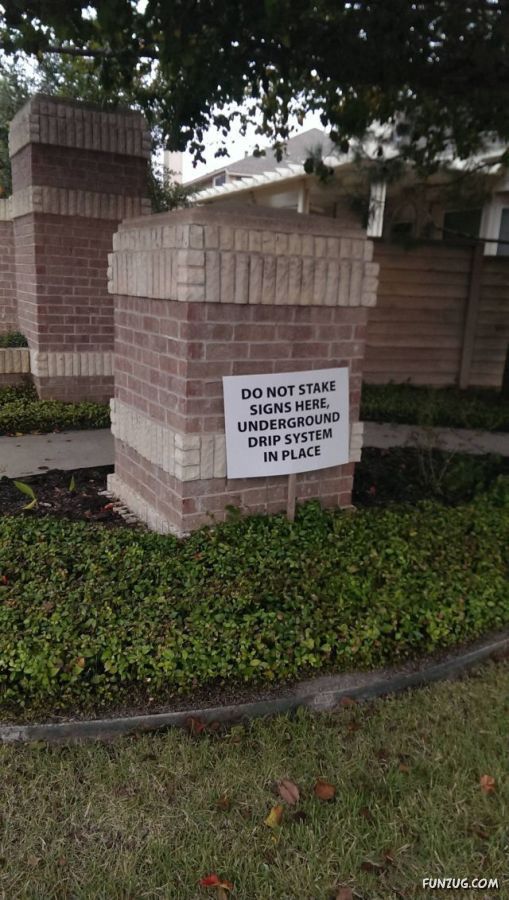 DO NOT STAKE
SIGNS HERE,
UNDERGROUND
DRIP SYSTEM
IN PLACE
FUNZUG.COM